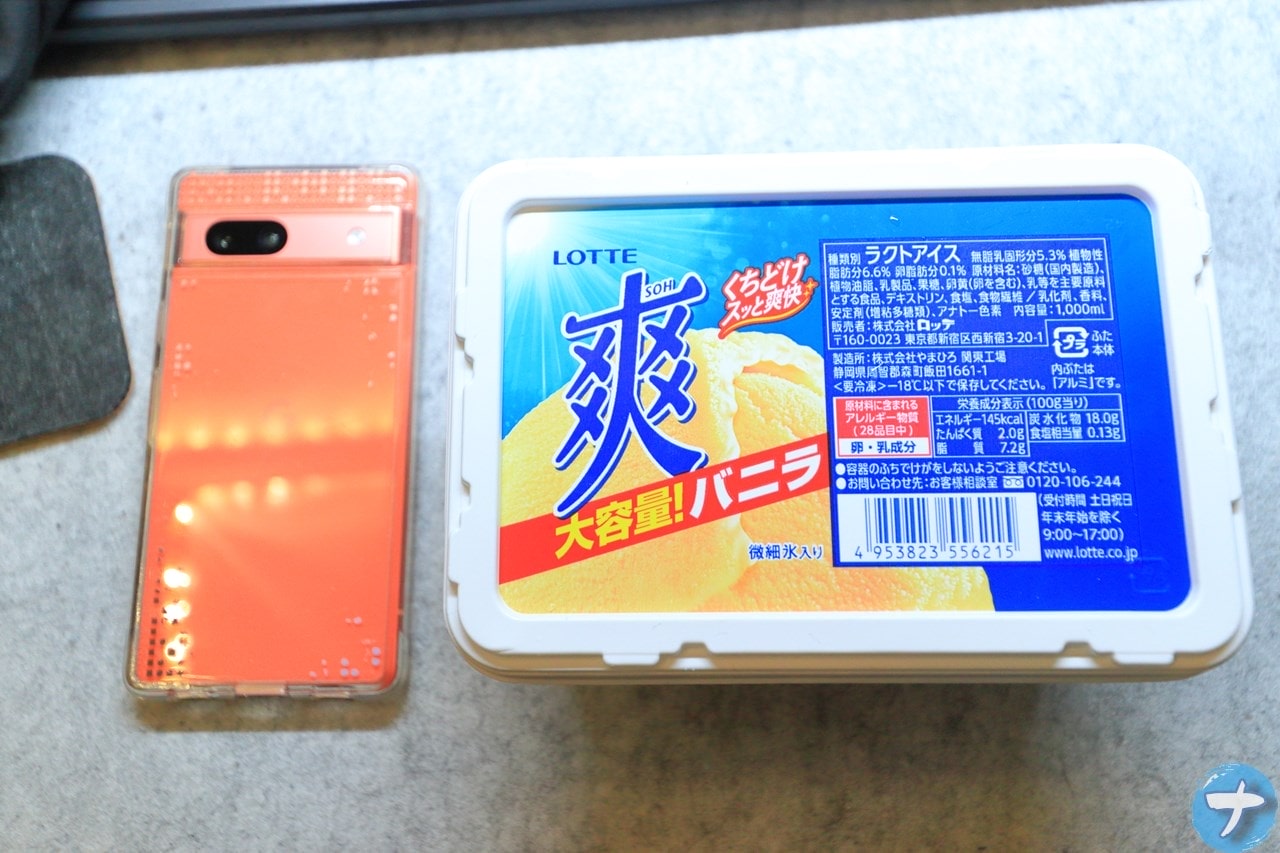 LOTTE
SOH
爽
くちどけ
スッと爽快
大容量!バニラ
微細氷入り
種類別 ラクトアイス 無脂乳固形分5.3% 植物性
脂肪分6.6% 卵脂肪分0.1% 原材料名:砂糖(国内製造)、
植物油脂、乳製品、果糖、卵黄(卵を含む)、乳等を主要原料
とする食品、デキストリン、食塩、食物繊維/乳化剤、香料、
安定剤(増粘多糖類)、アナトー色素 内容量:1,000ml
販売者:株式会社ロッテ
〒160-0023 東京都新宿区西新宿3-20-1
プラ
ふた
本体
製造所:株式会社やまひろ 関東工場
静岡県周智郡森町飯田1661-1
内ぶたは
「アルミ」です。
<要冷凍>−18℃以下で保存してください。
原材料に含まれる
アレルギー物質
(28品目中)
卵・乳成分
栄養成分表示(100g当り)
エネルギー145kcal 炭水化物 18.0g
たんぱく質 2.0g 食塩相当量 0.13g
脂質 7.2g
●容器のふちでけがをしないようご注意ください。
●お問い合わせ先:お客様相談室 0120-106-244
(受付時間 土日祝日
年末年始を除く
9:00〜17:00)
www.lotte.co.jp
4 953823 556215
ナ